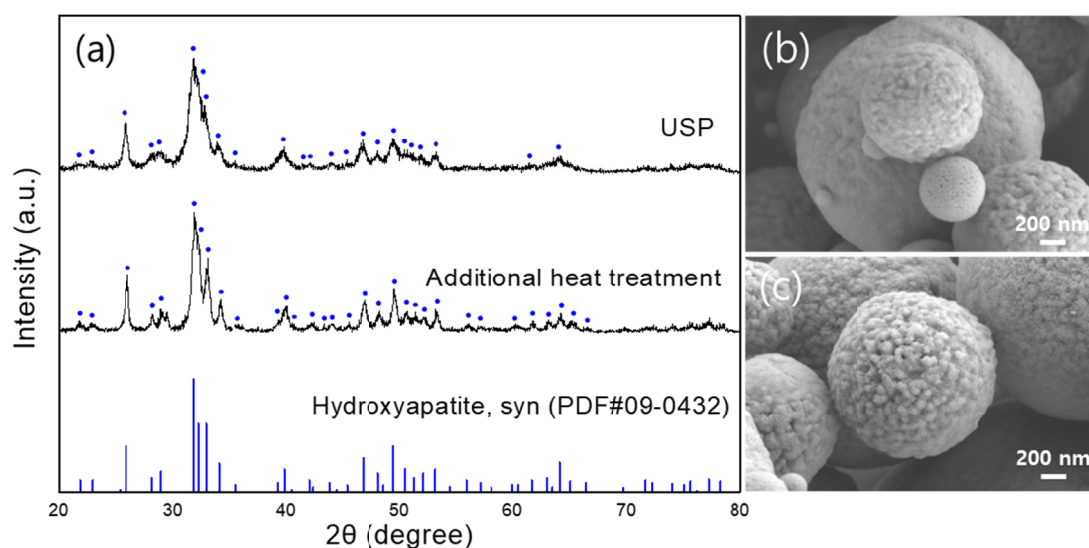 (a)
USP
Additional heat treatment
Hydroxyapatite, syn (PDF#09-0432)
Intensity (a.u.)
20 30 40 50 60 70 80
2θ (degree)
(b)
200 nm
(c)
200 nm